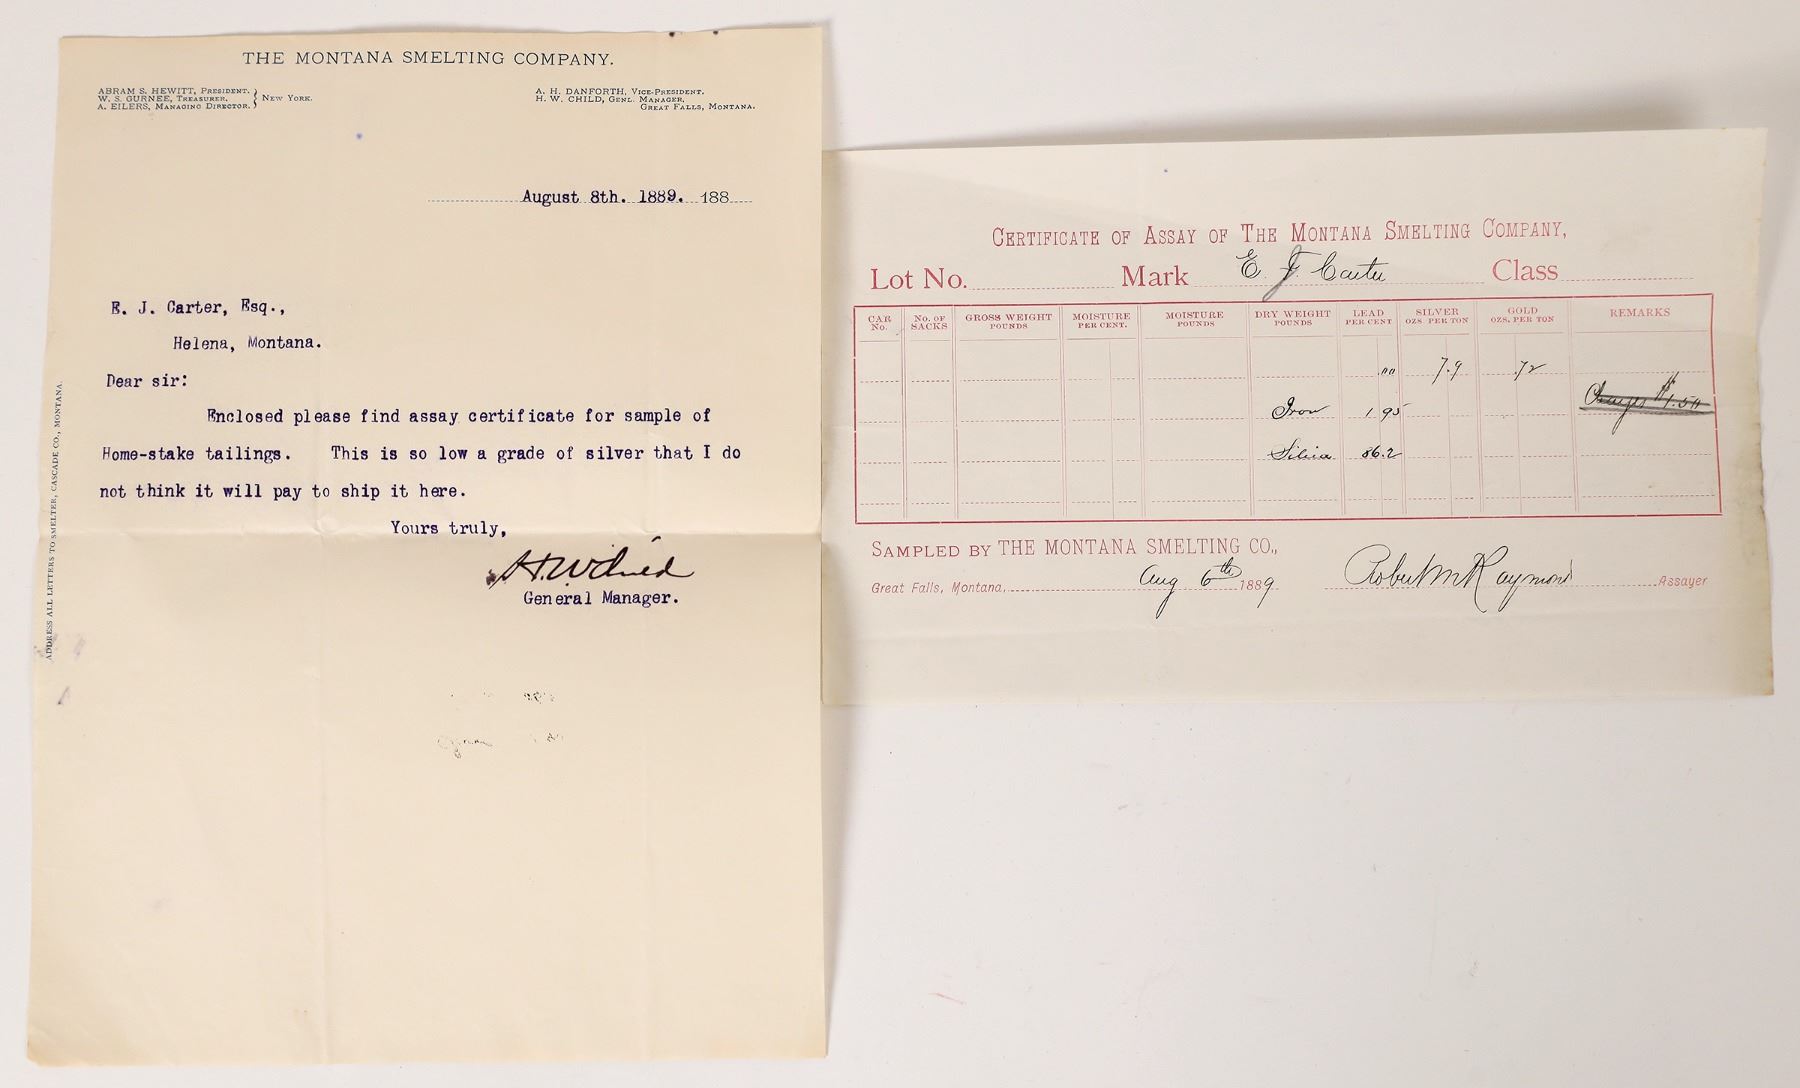 THE MONTANA SMELTING COMPANY.
ABRAM S. HEWITT, PRESIDENT.
W. S. GURNEE, TREASURER.
A. EILERS, MANAGING DIRECTOR.
NEW YORK.
A. H. DANFORTH, VICE-PRESIDENT.
H. W. CHILD, GENL. MANAGER,
GREAT FALLS, MONTANA.
August 8th. 1889. 188
E. J. Carter, Esq.,
Helena, Montana.
Dear sir:
Enclosed please find assay certificate for sample of
Home-stake tailings. This is so low a grade of silver that I do
not think it will pay to ship it here.
Yours truly,
H. W. Child
General Manager.
ADDRESS ALL LETTERS TO SMELTER, CASCADE CO., MONTANA.
CERTIFICATE OF ASSAY OF THE MONTANA SMELTING COMPANY,
Lot No. Mark E. J. Carter Class
CAR No. No. OF SACKS GROSS WEIGHT POUNDS MOISTURE PER CENT. MOISTURE POUNDS DRY WEIGHT POUNDS LEAD PER CENT SILVER OZS. PER TON GOLD OZS. PER TON REMARKS
7.9 .72
Iron 1.95 Charges $1.50
Silica 86.2
SAMPLED BY THE MONTANA SMELTING CO.,
Great Falls, Montana, Aug 6th 1889 Robert M Raymond Assayer